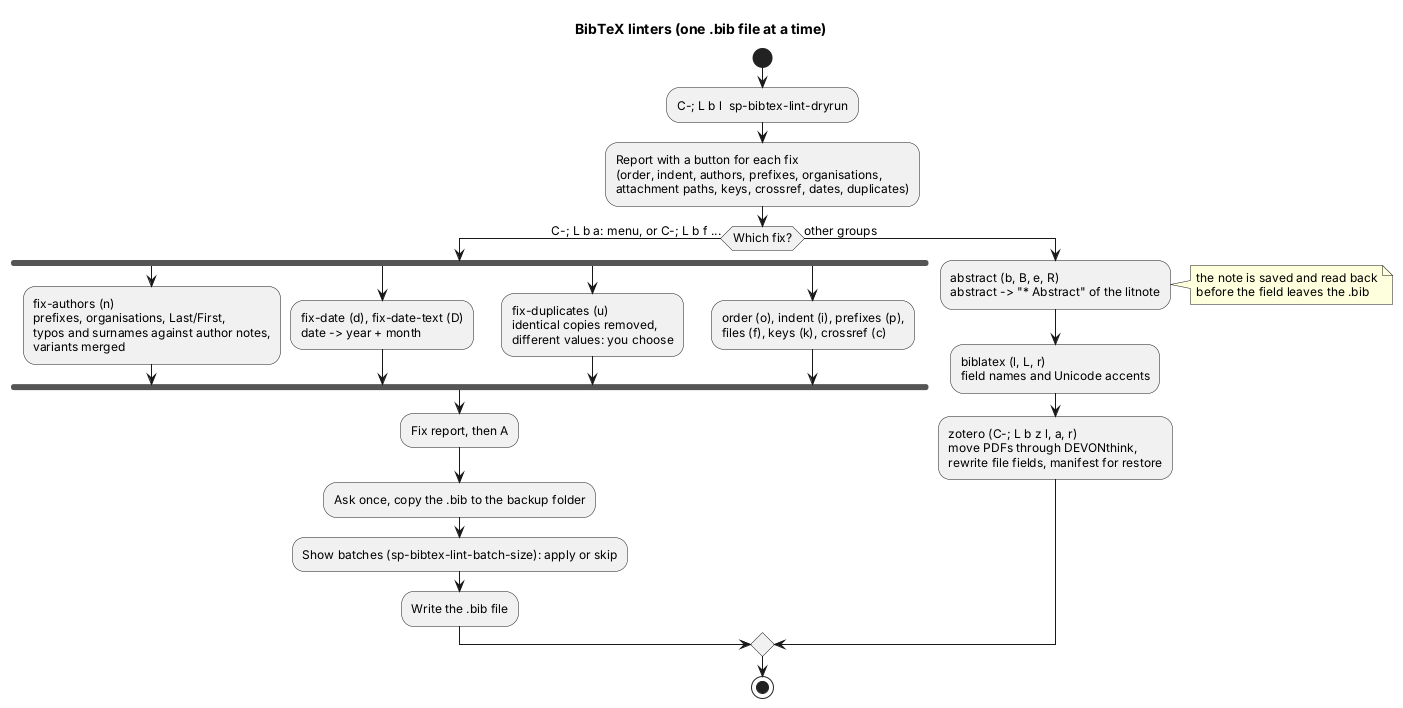 BibTeX linters (one .bib file at a time)
C-; L b l  sp-bibtex-lint-dryrun
Report with a button for each fix
(order, indent, authors, prefixes, organisations,
attachment paths, keys, crossref, dates, duplicates)
C-; L b a: menu, or C-; L b f ...
Which fix?
other groups
fix-authors (n)
prefixes, organisations, Last/First,
typos and surnames against author notes,
variants merged
fix-date (d), fix-date-text (D)
date -> year + month
fix-duplicates (u)
identical copies removed,
different values: you choose
order (o), indent (i), prefixes (p),
files (f), keys (k), crossref (c)
Fix report, then A
Ask once, copy the .bib to the backup folder
Show batches (sp-bibtex-lint-batch-size): apply or skip
Write the .bib file
abstract (b, B, e, R)
abstract -> "* Abstract" of the litnote
the note is saved and read back
before the field leaves the .bib
biblatex (l, L, r)
field names and Unicode accents
zotero (C-; L b z l, a, r)
move PDFs through DEVONthink,
rewrite file fields, manifest for restore